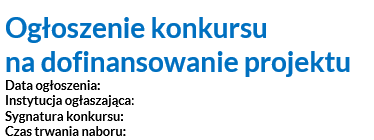 Ogłoszenie konkursu
na dofinansowanie projektu
Data ogłoszenia:
Instytucja ogłaszająca:
Sygnatura konkursu:
Czas trwania naboru: